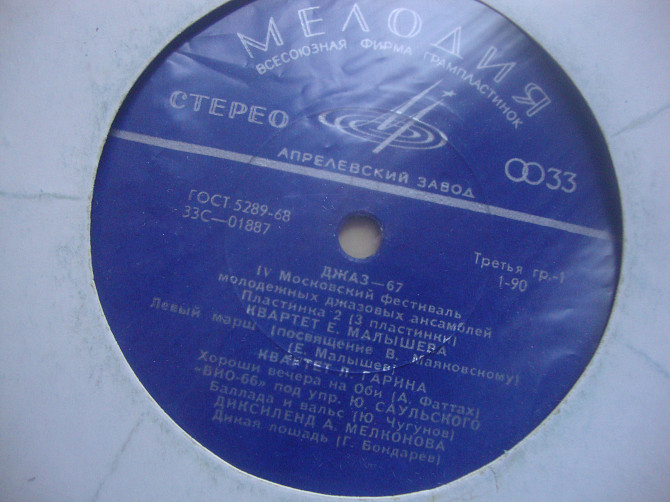 МЕЛОДИЯ
ВСЕСОЮЗНАЯ ФИРМА ГРАМПЛАСТИНОК
СТЕРЕО
АПРЕЛЕВСКИЙ ЗАВОД
33
ГОСТ 5289-68
33С—01887
Третья гр.-1
1-90
ДЖАЗ—67
IV Московский фестиваль
молодежных джазовых ансамблей
Пластинка 2 (3 пластинки)
КВАРТЕТ Е. МАЛЫШЕВА
Левый марш (посвящение В. Маяковскому)
(Е. Малышев)
КВАРТЕТ В. ГАРИНА
Хороши вечера на Оби (А. Фаттах)
«ВИО-66» под упр. Ю. САУЛЬСКОГО
Баллада и вальс (Ю. Чугунов)
ДИКСИЛЕНД А. МЕЛКОНОВА
Дикая лошадь (Г. Бондарев)